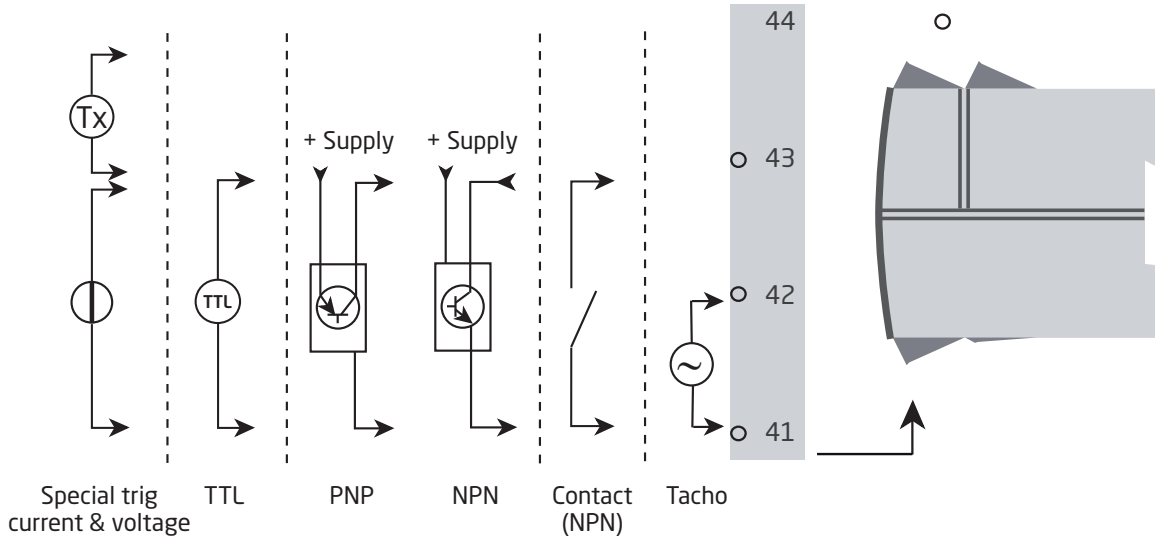 44
Tx
+ Supply
+ Supply
43
TTL
42
~
41
Special trig
current & voltage
TTL
PNP
NPN
Contact
(NPN)
Tacho